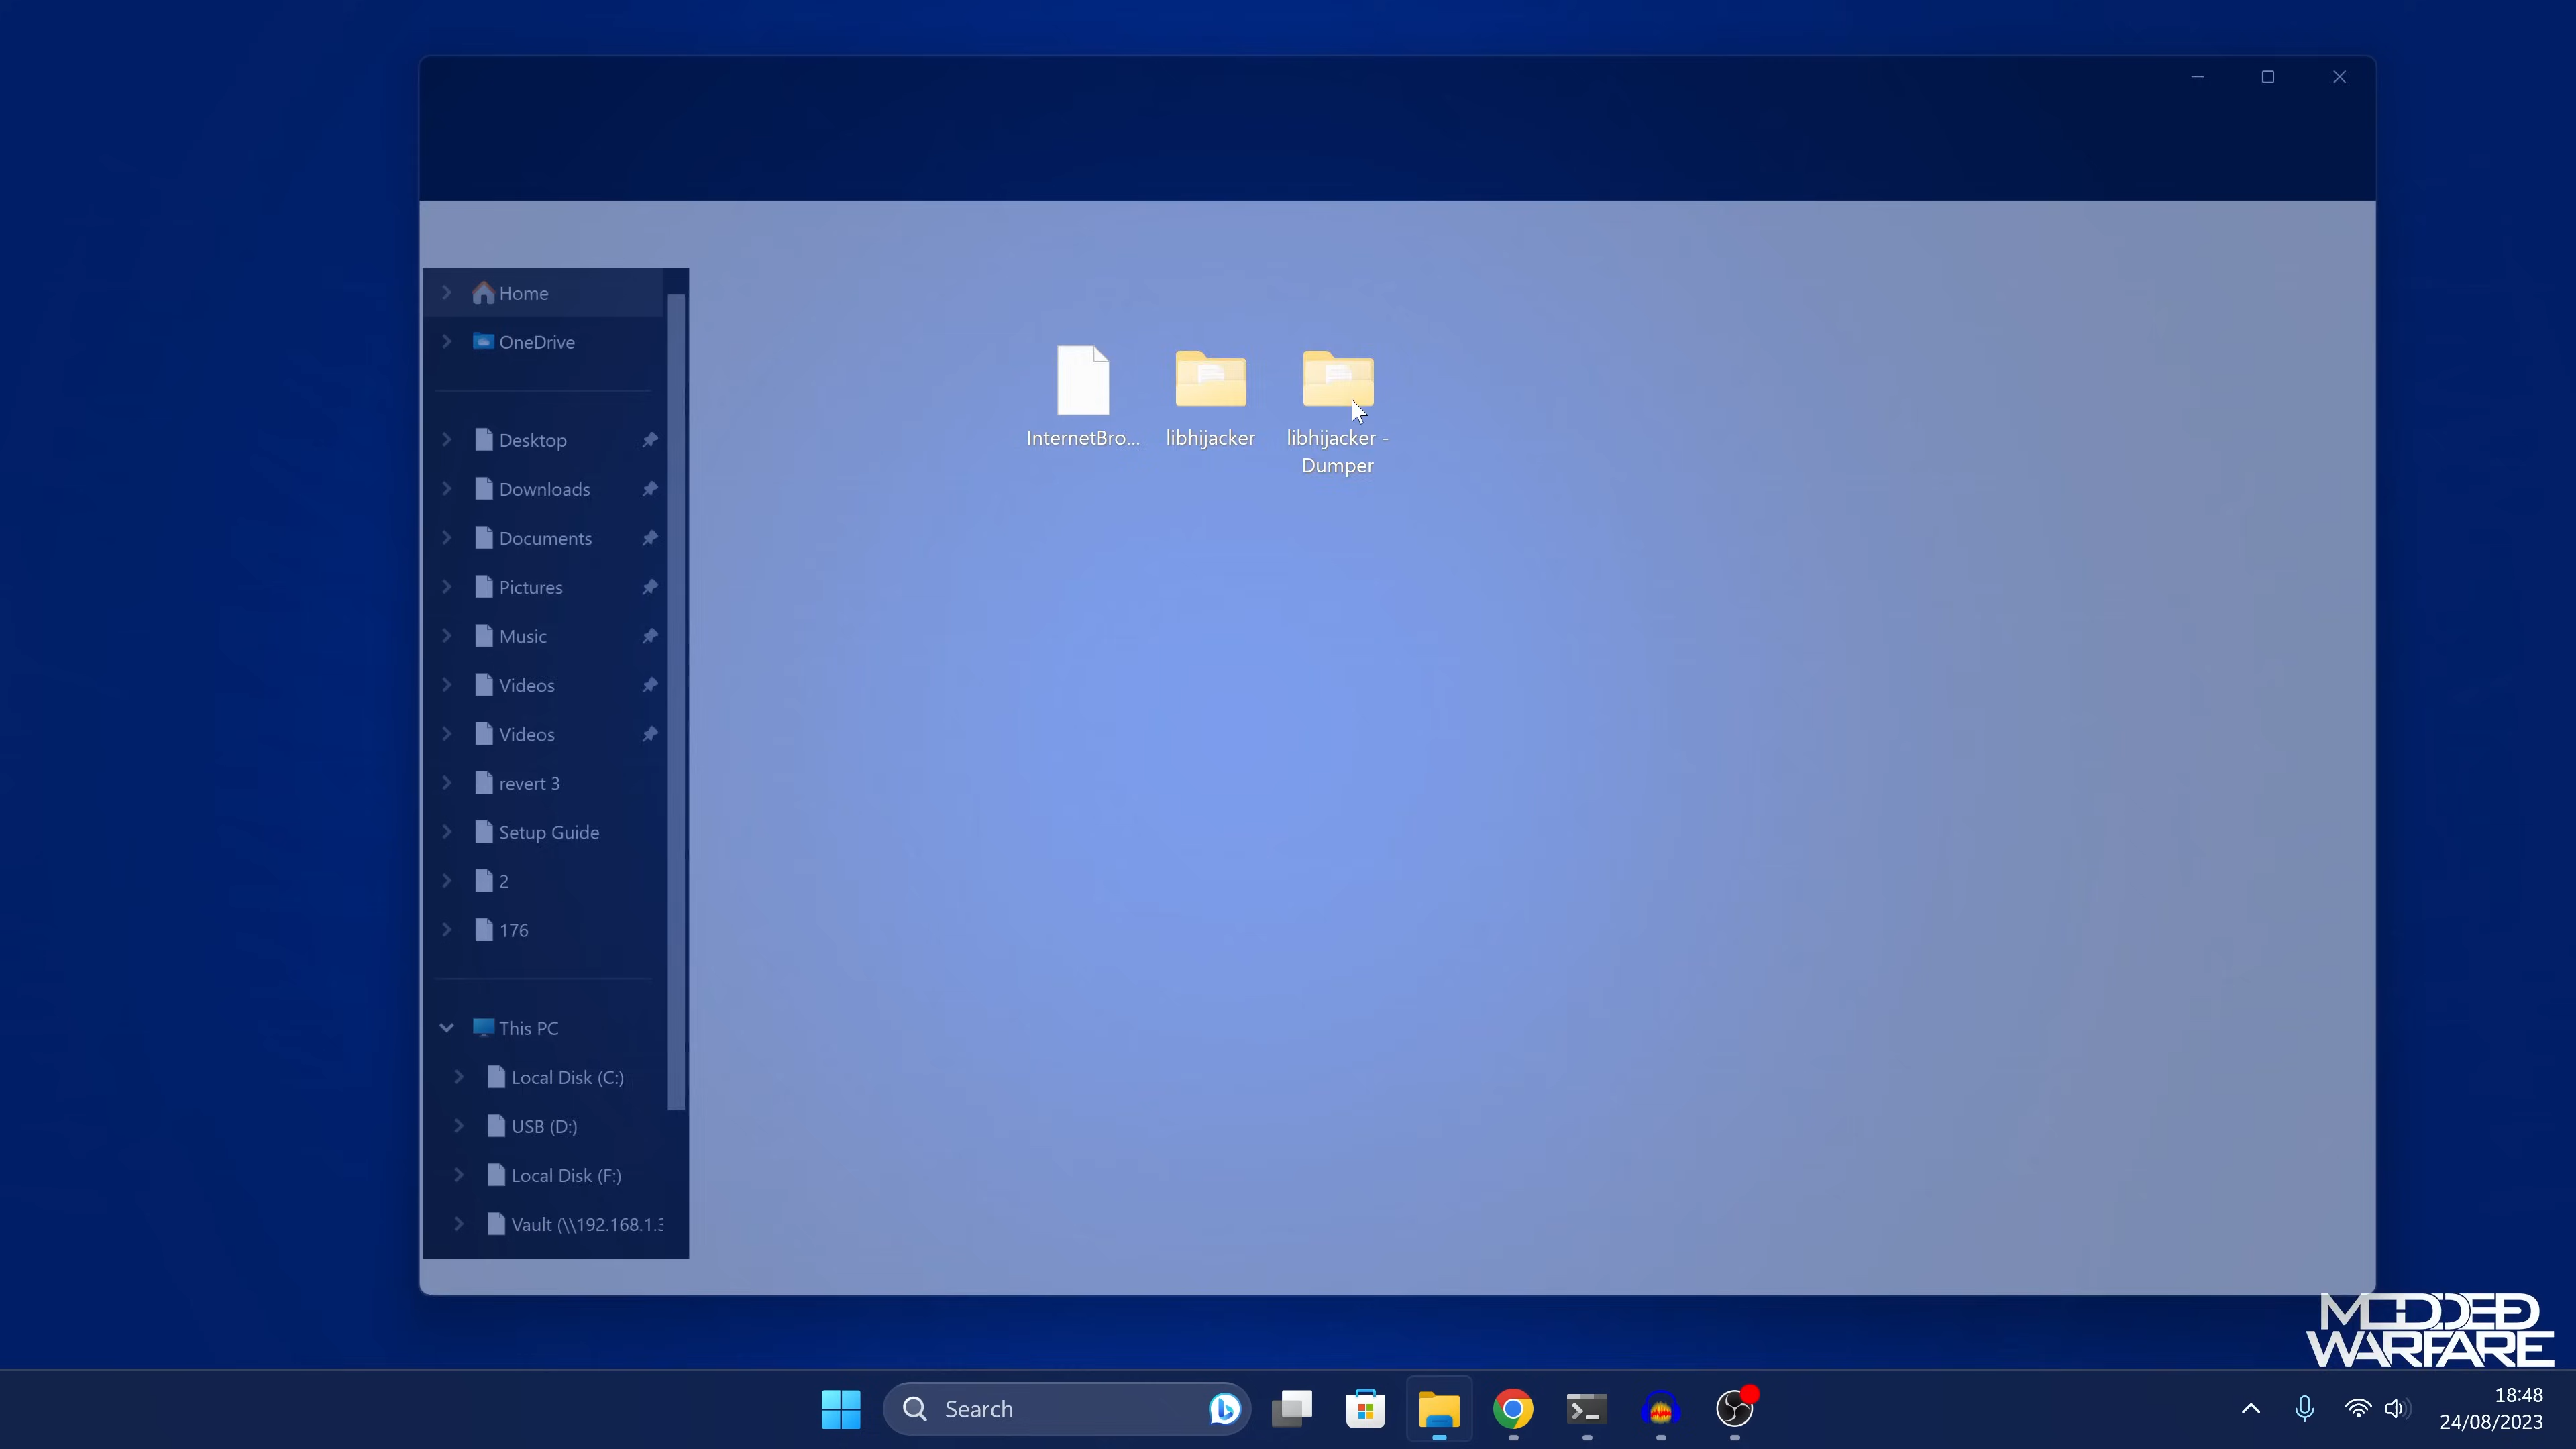 Home
OneDrive
Desktop
Downloads
Documents
Pictures
Music
Videos
Videos
revert 3
Setup Guide
2
176
This PC
Local Disk (C:)
USB (D:)
Local Disk (F:)
Vault (\\192.168.1.3
InternetBro...
libhijacker
libhijacker -
Dumper
MODDED
WARFARE
Search
18:48
24/08/2023